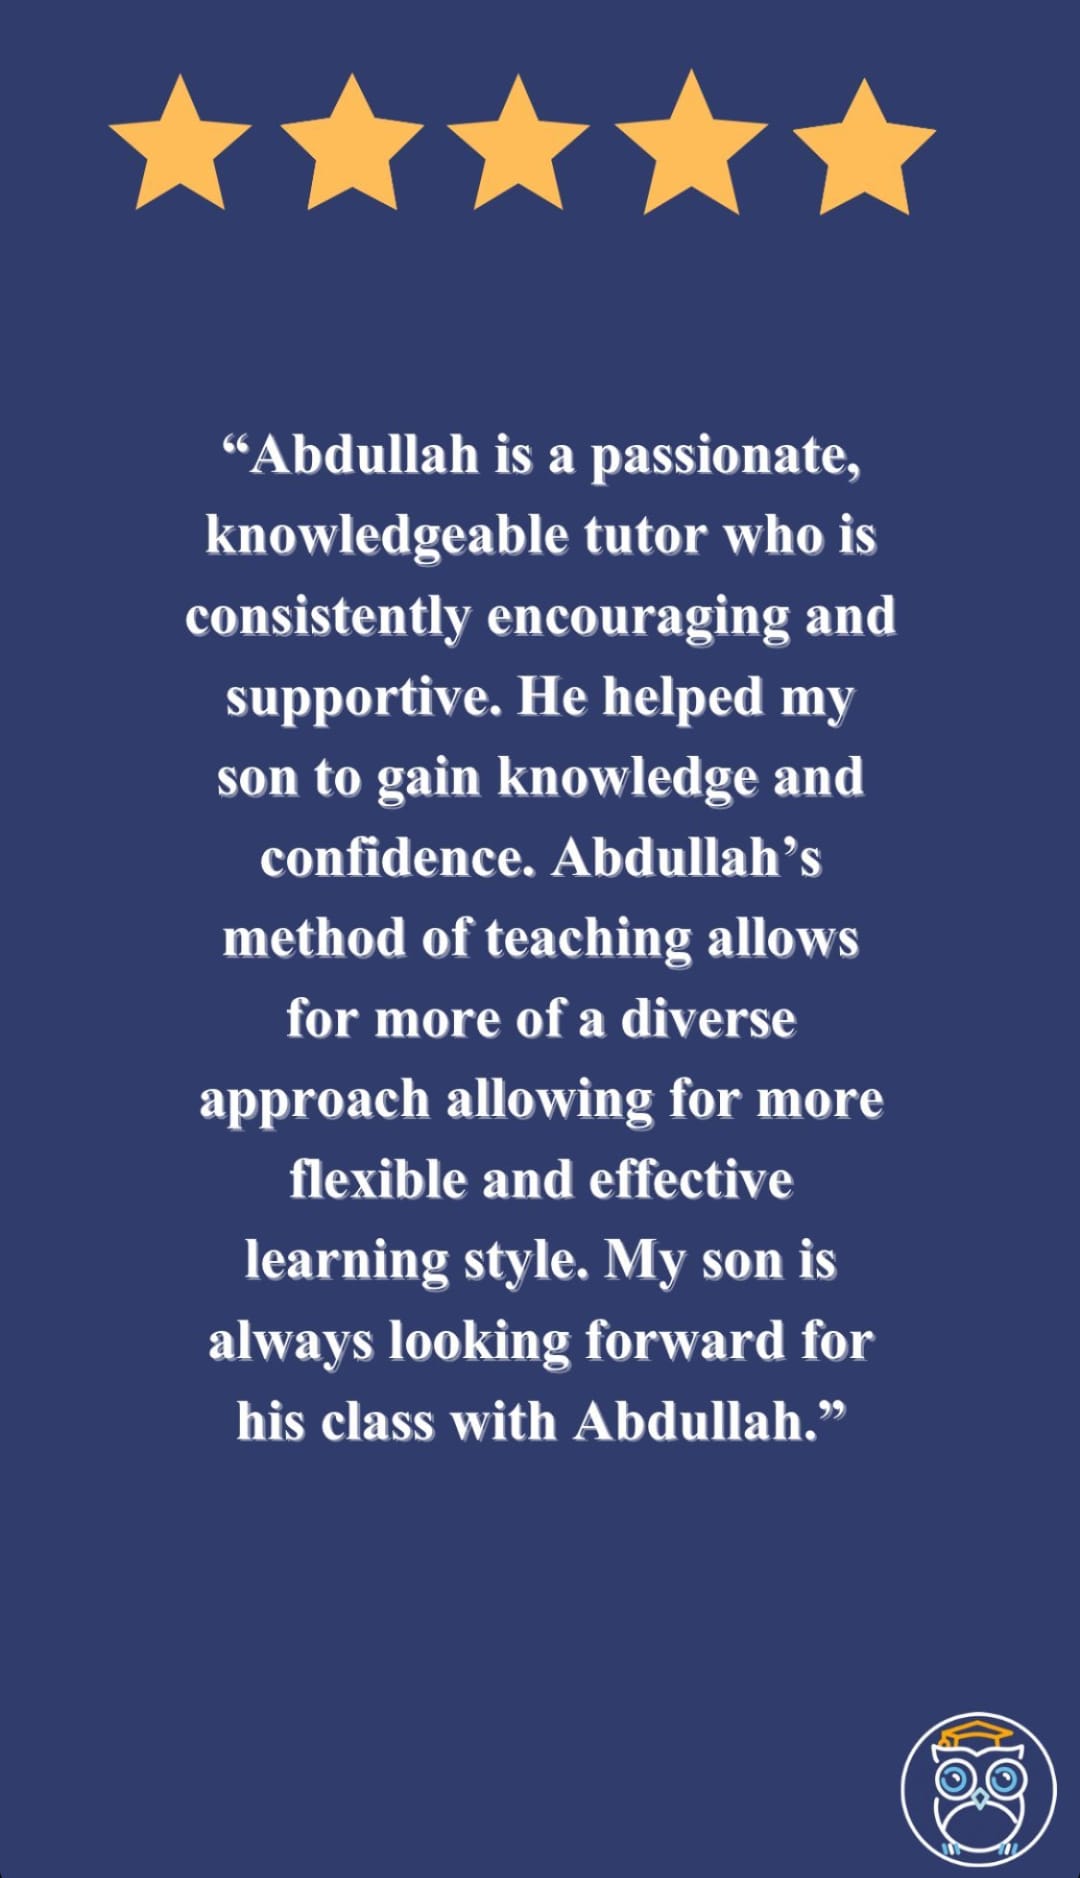 “Abdullah is a passionate,
knowledgeable tutor who is
consistently encouraging and
supportive. He helped my
son to gain knowledge and
confidence. Abdullah’s
method of teaching allows
for more of a diverse
approach allowing for more
flexible and effective
learning style. My son is
always looking forward for
his class with Abdullah.”